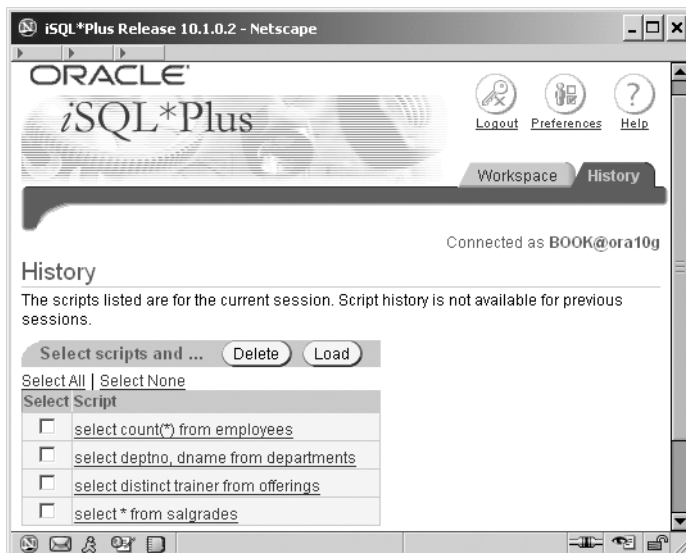 iSQL*Plus Release 10.1.0.2 - Netscape
ORACLE'
iSQL*Plus
Logout Preferences Help
Workspace History
Connected as BOOK@ora10g
History
The scripts listed are for the current session. Script history is not available for previous
sessions.
Select scripts and ... Delete Load
Select All | Select None
Select Script
select count(*) from employees
select deptno, dname from departments
select distinct trainer from offerings
select * from salgrades